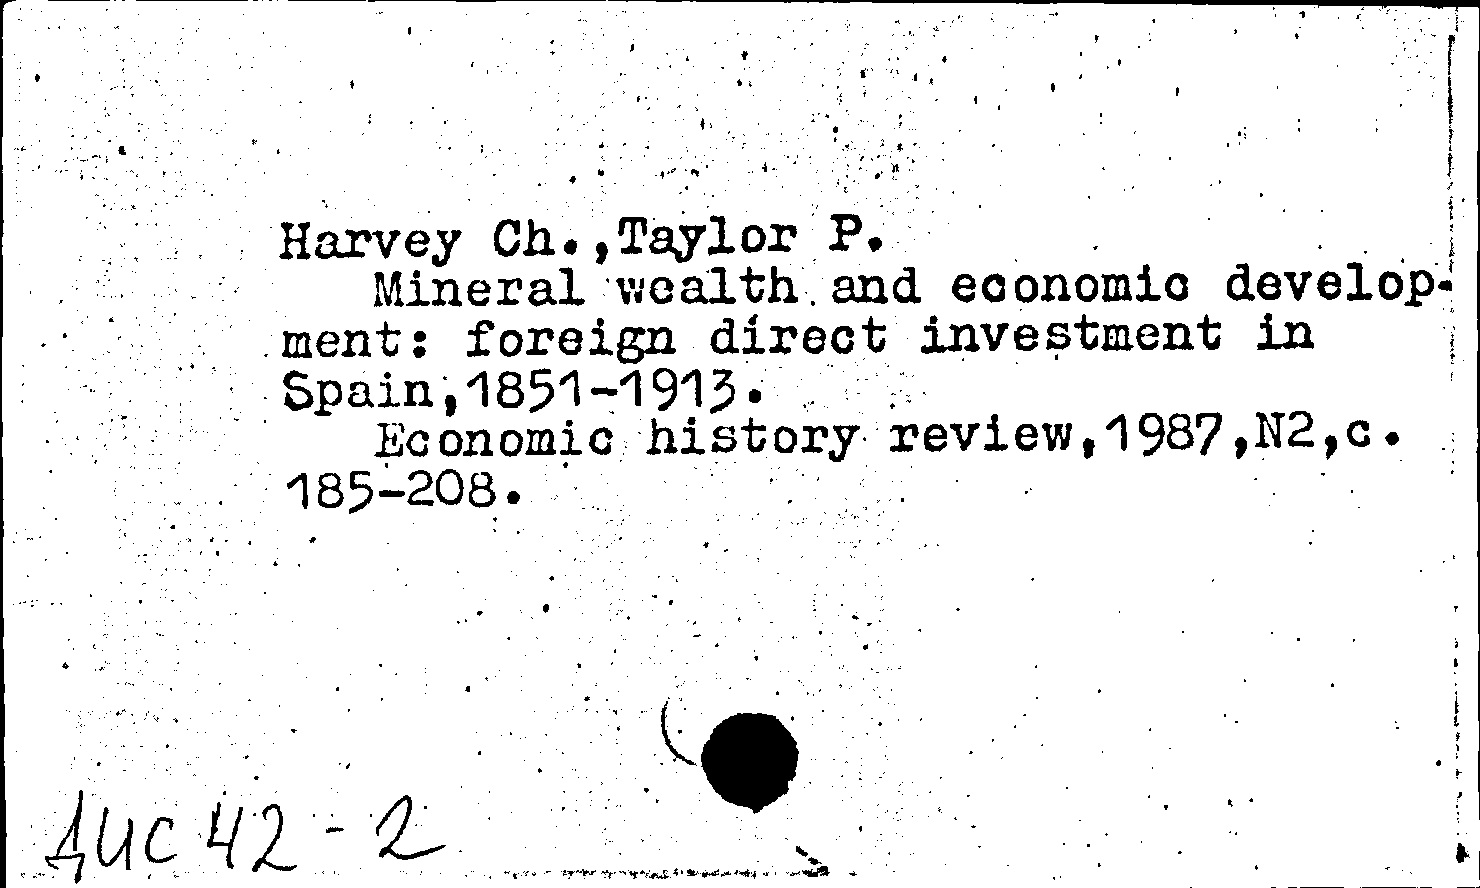 Harvey Ch.,Taylor P.
Mineral wealth and economic develop-
ment: foreign direct investment in
Spain,1851-1913.
Economic history review,1987,N2,c.
185-208.
ДИС 42-2